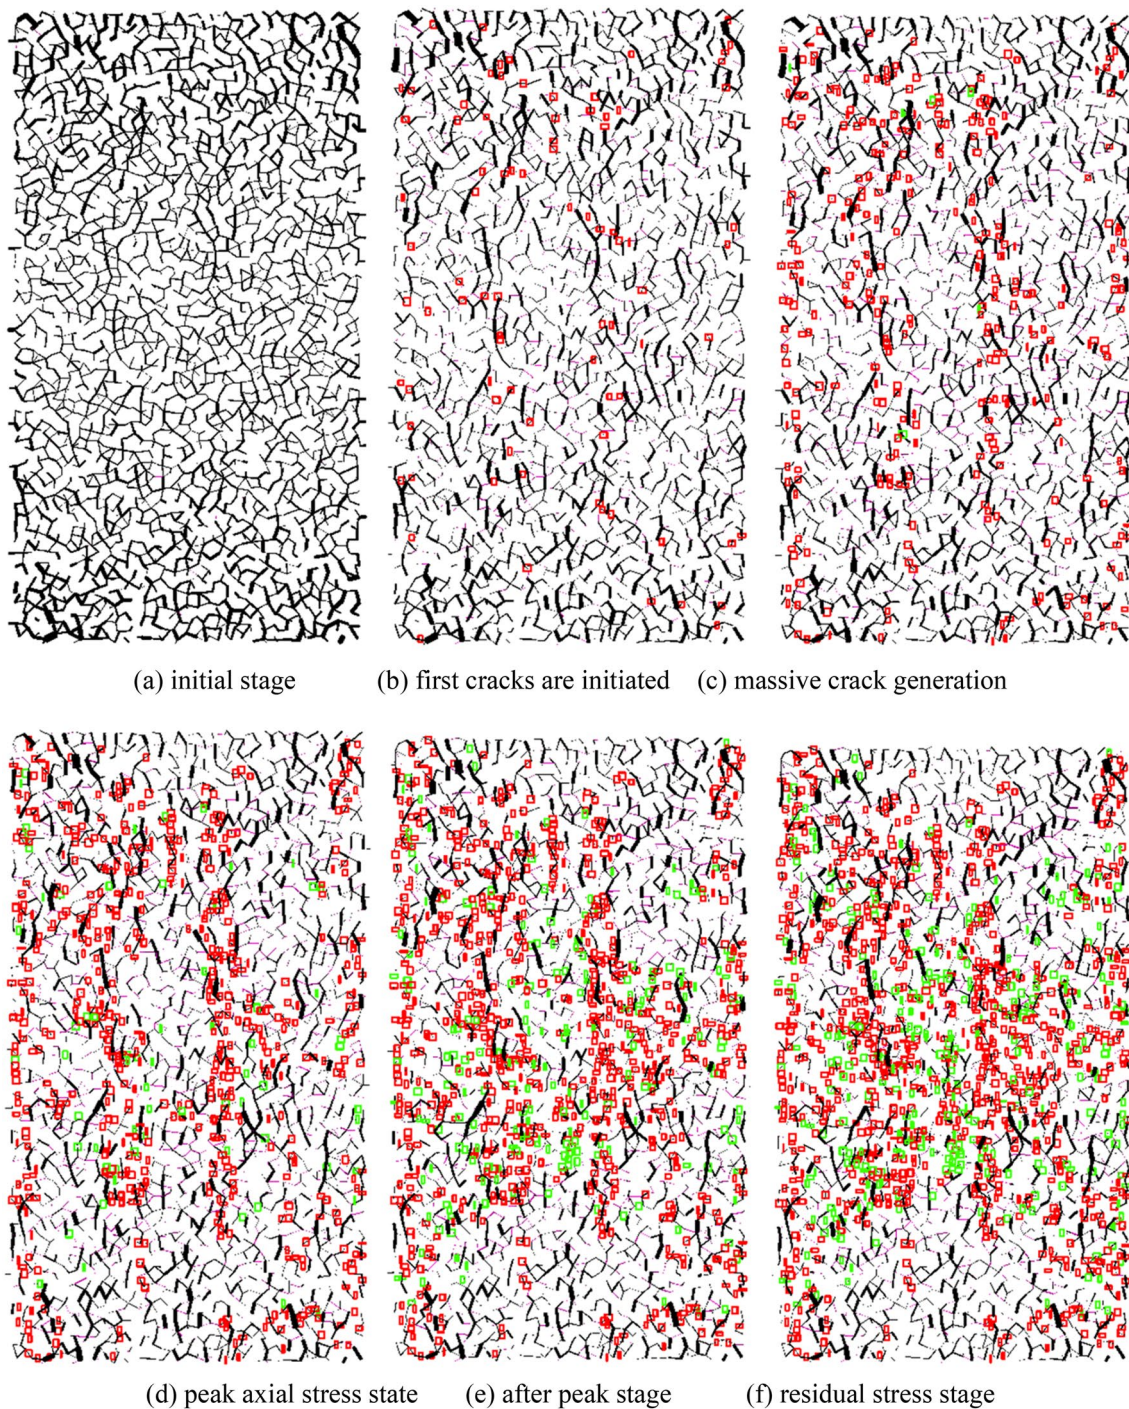 (a) initial stage (b) first cracks are initiated (c) massive crack generation
(d) peak axial stress state (e) after peak stage (f) residual stress stage